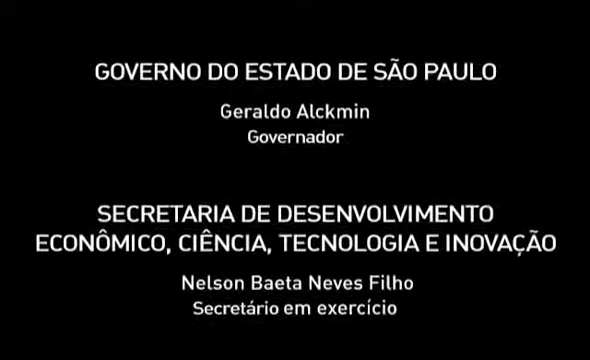 GOVERNO DO ESTADO DE SÃO PAULO
Geraldo Alckmin
Governador
SECRETARIA DE DESENVOLVIMENTO
ECONÔMICO, CIÊNCIA, TECNOLOGIA E INOVAÇÃO
Nelson Baeta Neves Filho
Secretário em exercício